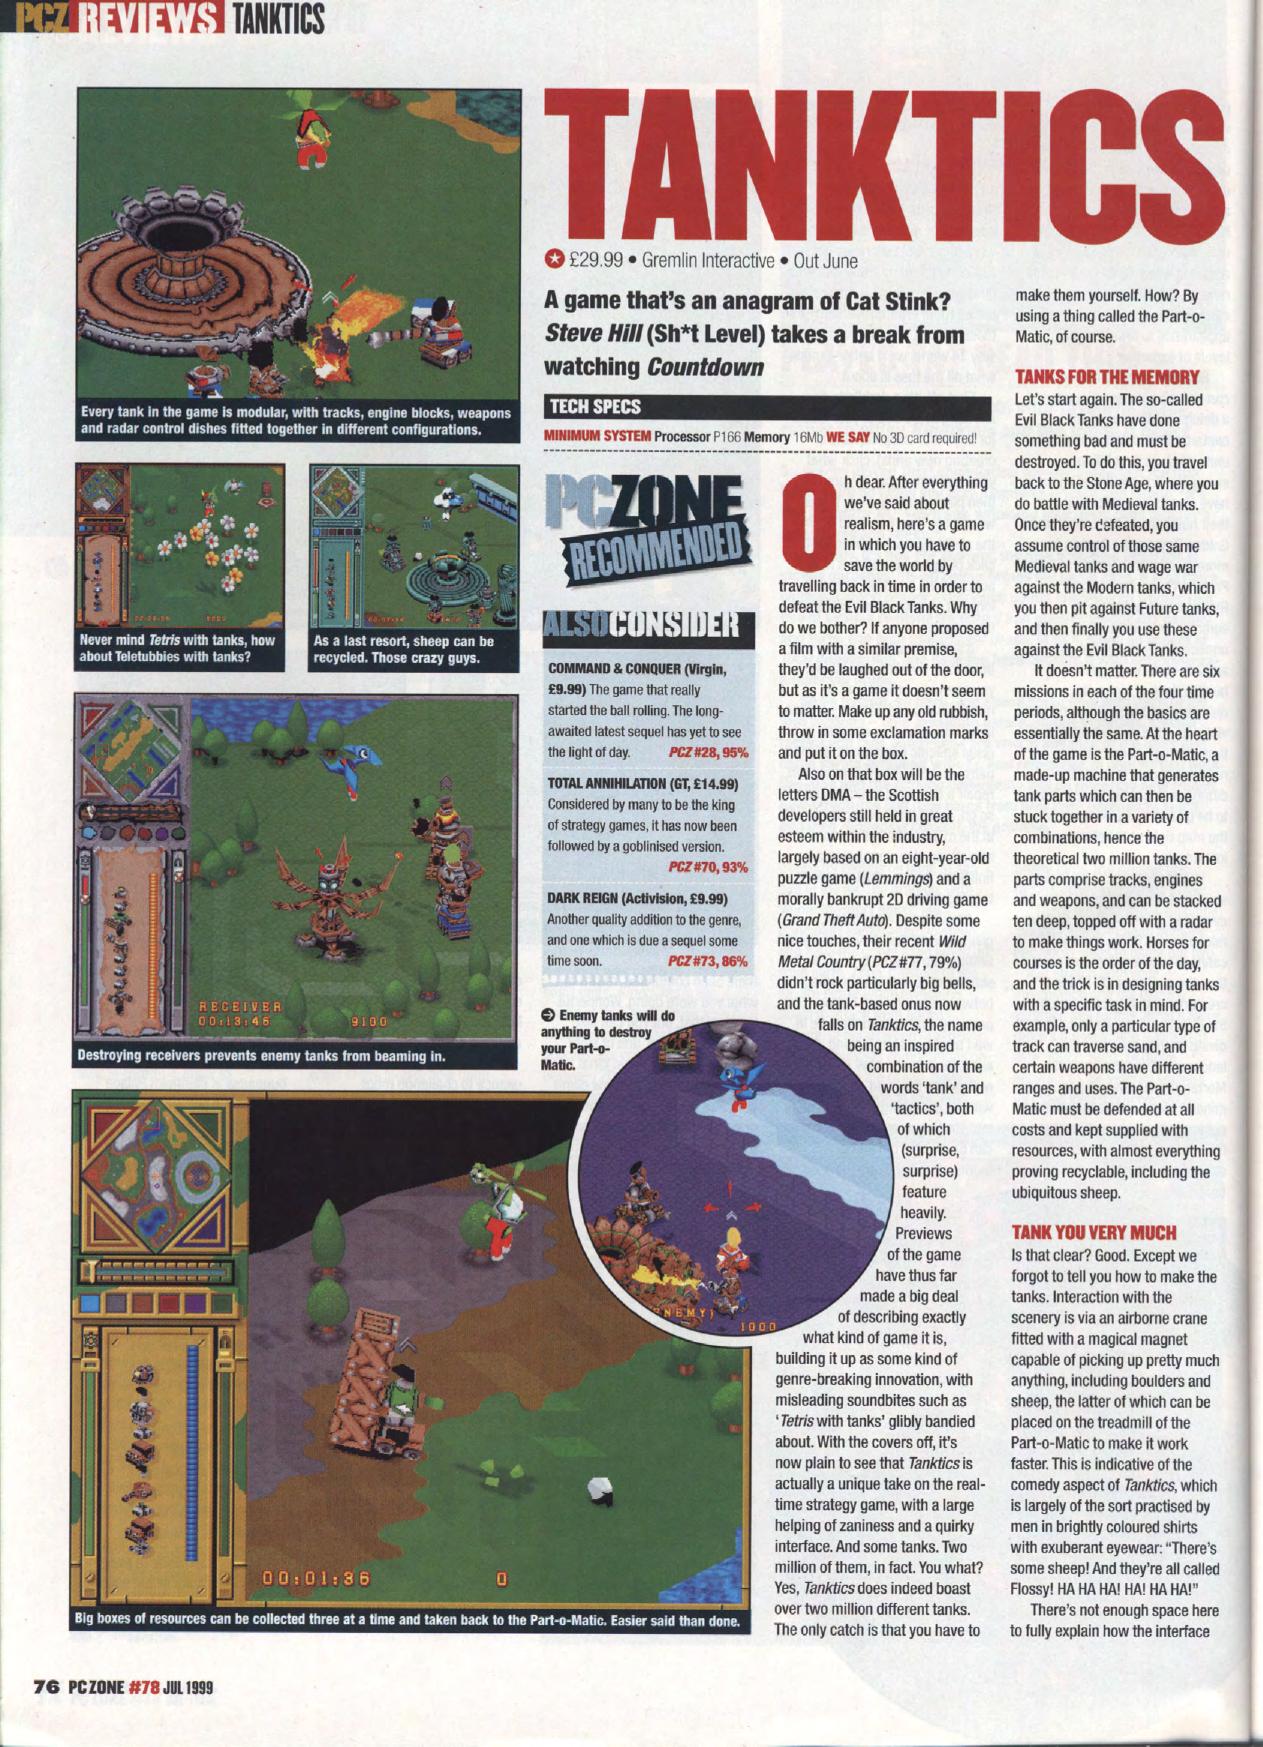 PCZ REVIEWS TANKTICS
TANKTICS
£29.99 • Gremlin Interactive • Out June
A game that's an anagram of Cat Stink?
Steve Hill (Sh*t Level) takes a break from
watching Countdown
TECH SPECS
MINIMUM SYSTEM Processor P166 Memory 16Mb WE SAY No 3D card required!
Every tank in the game is modular, with tracks, engine blocks, weapons
and radar control dishes fitted together in different configurations.
Never mind Tetris with tanks, how
about Teletubbies with tanks?
As a last resort, sheep can be
recycled. Those crazy guys.
RECEIVER
00:13:46 9100
Destroying receivers prevents enemy tanks from beaming in.
00:01:36 0
Big boxes of resources can be collected three at a time and taken back to the Part-o-Matic. Easier said than done.
PCZONE
RECOMMENDED
ALSO CONSIDER
COMMAND & CONQUER (Virgin,
£9.99) The game that really
started the ball rolling. The long-
awaited latest sequel has yet to see
the light of day. PCZ #28, 95%
TOTAL ANNIHILATION (GT, £14.99)
Considered by many to be the king
of strategy games, it has now been
followed by a goblinised version.
PCZ #70, 93%
DARK REIGN (Activision, £9.99)
Another quality addition to the genre,
and one which is due a sequel some
time soon. PCZ #73, 86%
Enemy tanks will do
anything to destroy
your Part-o-
Matic.
1000
Oh dear. After everything
we've said about
realism, here's a game
in which you have to
save the world by
travelling back in time in order to
defeat the Evil Black Tanks. Why
do we bother? If anyone proposed
a film with a similar premise,
they'd be laughed out of the door,
but as it's a game it doesn't seem
to matter. Make up any old rubbish,
throw in some exclamation marks
and put it on the box.
Also on that box will be the
letters DMA – the Scottish
developers still held in great
esteem within the industry,
largely based on an eight-year-old
puzzle game (Lemmings) and a
morally bankrupt 2D driving game
(Grand Theft Auto). Despite some
nice touches, their recent Wild
Metal Country (PCZ #77, 79%)
didn't rock particularly big bells,
and the tank-based onus now
falls on Tanktics, the name
being an inspired
combination of the
words 'tank' and
'tactics', both
of which
(surprise,
surprise)
feature
heavily.
Previews
of the game
have thus far
made a big deal
of describing exactly
what kind of game it is,
building it up as some kind of
genre-breaking innovation, with
misleading soundbites such as
'Tetris with tanks' glibly bandied
about. With the covers off, it's
now plain to see that Tanktics is
actually a unique take on the real-
time strategy game, with a large
helping of zaniness and a quirky
interface. And some tanks. Two
million of them, in fact. You what?
Yes, Tanktics does indeed boast
over two million different tanks.
The only catch is that you have to
make them yourself. How? By
using a thing called the Part-o-
Matic, of course.
TANKS FOR THE MEMORY
Let's start again. The so-called
Evil Black Tanks have done
something bad and must be
destroyed. To do this, you travel
back to the Stone Age, where you
do battle with Medieval tanks.
Once they're defeated, you
assume control of those same
Medieval tanks and wage war
against the Modern tanks, which
you then pit against Future tanks,
and then finally you use these
against the Evil Black Tanks.
It doesn't matter. There are six
missions in each of the four time
periods, although the basics are
essentially the same. At the heart
of the game is the Part-o-Matic, a
made-up machine that generates
tank parts which can then be
stuck together in a variety of
combinations, hence the
theoretical two million tanks. The
parts comprise tracks, engines
and weapons, and can be stacked
ten deep, topped off with a radar
to make things work. Horses for
courses is the order of the day,
and the trick is in designing tanks
with a specific task in mind. For
example, only a particular type of
track can traverse sand, and
certain weapons have different
ranges and uses. The Part-o-
Matic must be defended at all
costs and kept supplied with
resources, with almost everything
proving recyclable, including the
ubiquitous sheep.
TANK YOU VERY MUCH
Is that clear? Good. Except we
forgot to tell you how to make the
tanks. Interaction with the
scenery is via an airborne crane
fitted with a magical magnet
capable of picking up pretty much
anything, including boulders and
sheep, the latter of which can be
placed on the treadmill of the
Part-o-Matic to make it work
faster. This is indicative of the
comedy aspect of Tanktics, which
is largely of the sort practised by
men in brightly coloured shirts
with exuberant eyewear: "There's
some sheep! And they're all called
Flossy! HA HA HA! HA! HA HA!"
There's not enough space here
to fully explain how the interface
76 PCZONE #78 JUL 1999